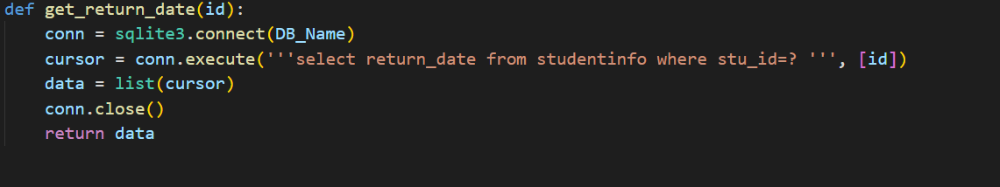 def get_return_date(id):
    conn = sqlite3.connect(DB_Name)
    cursor = conn.execute('''select return_date from studentinfo where stu_id=? ''', [id])
    data = list(cursor)
    conn.close()
    return data